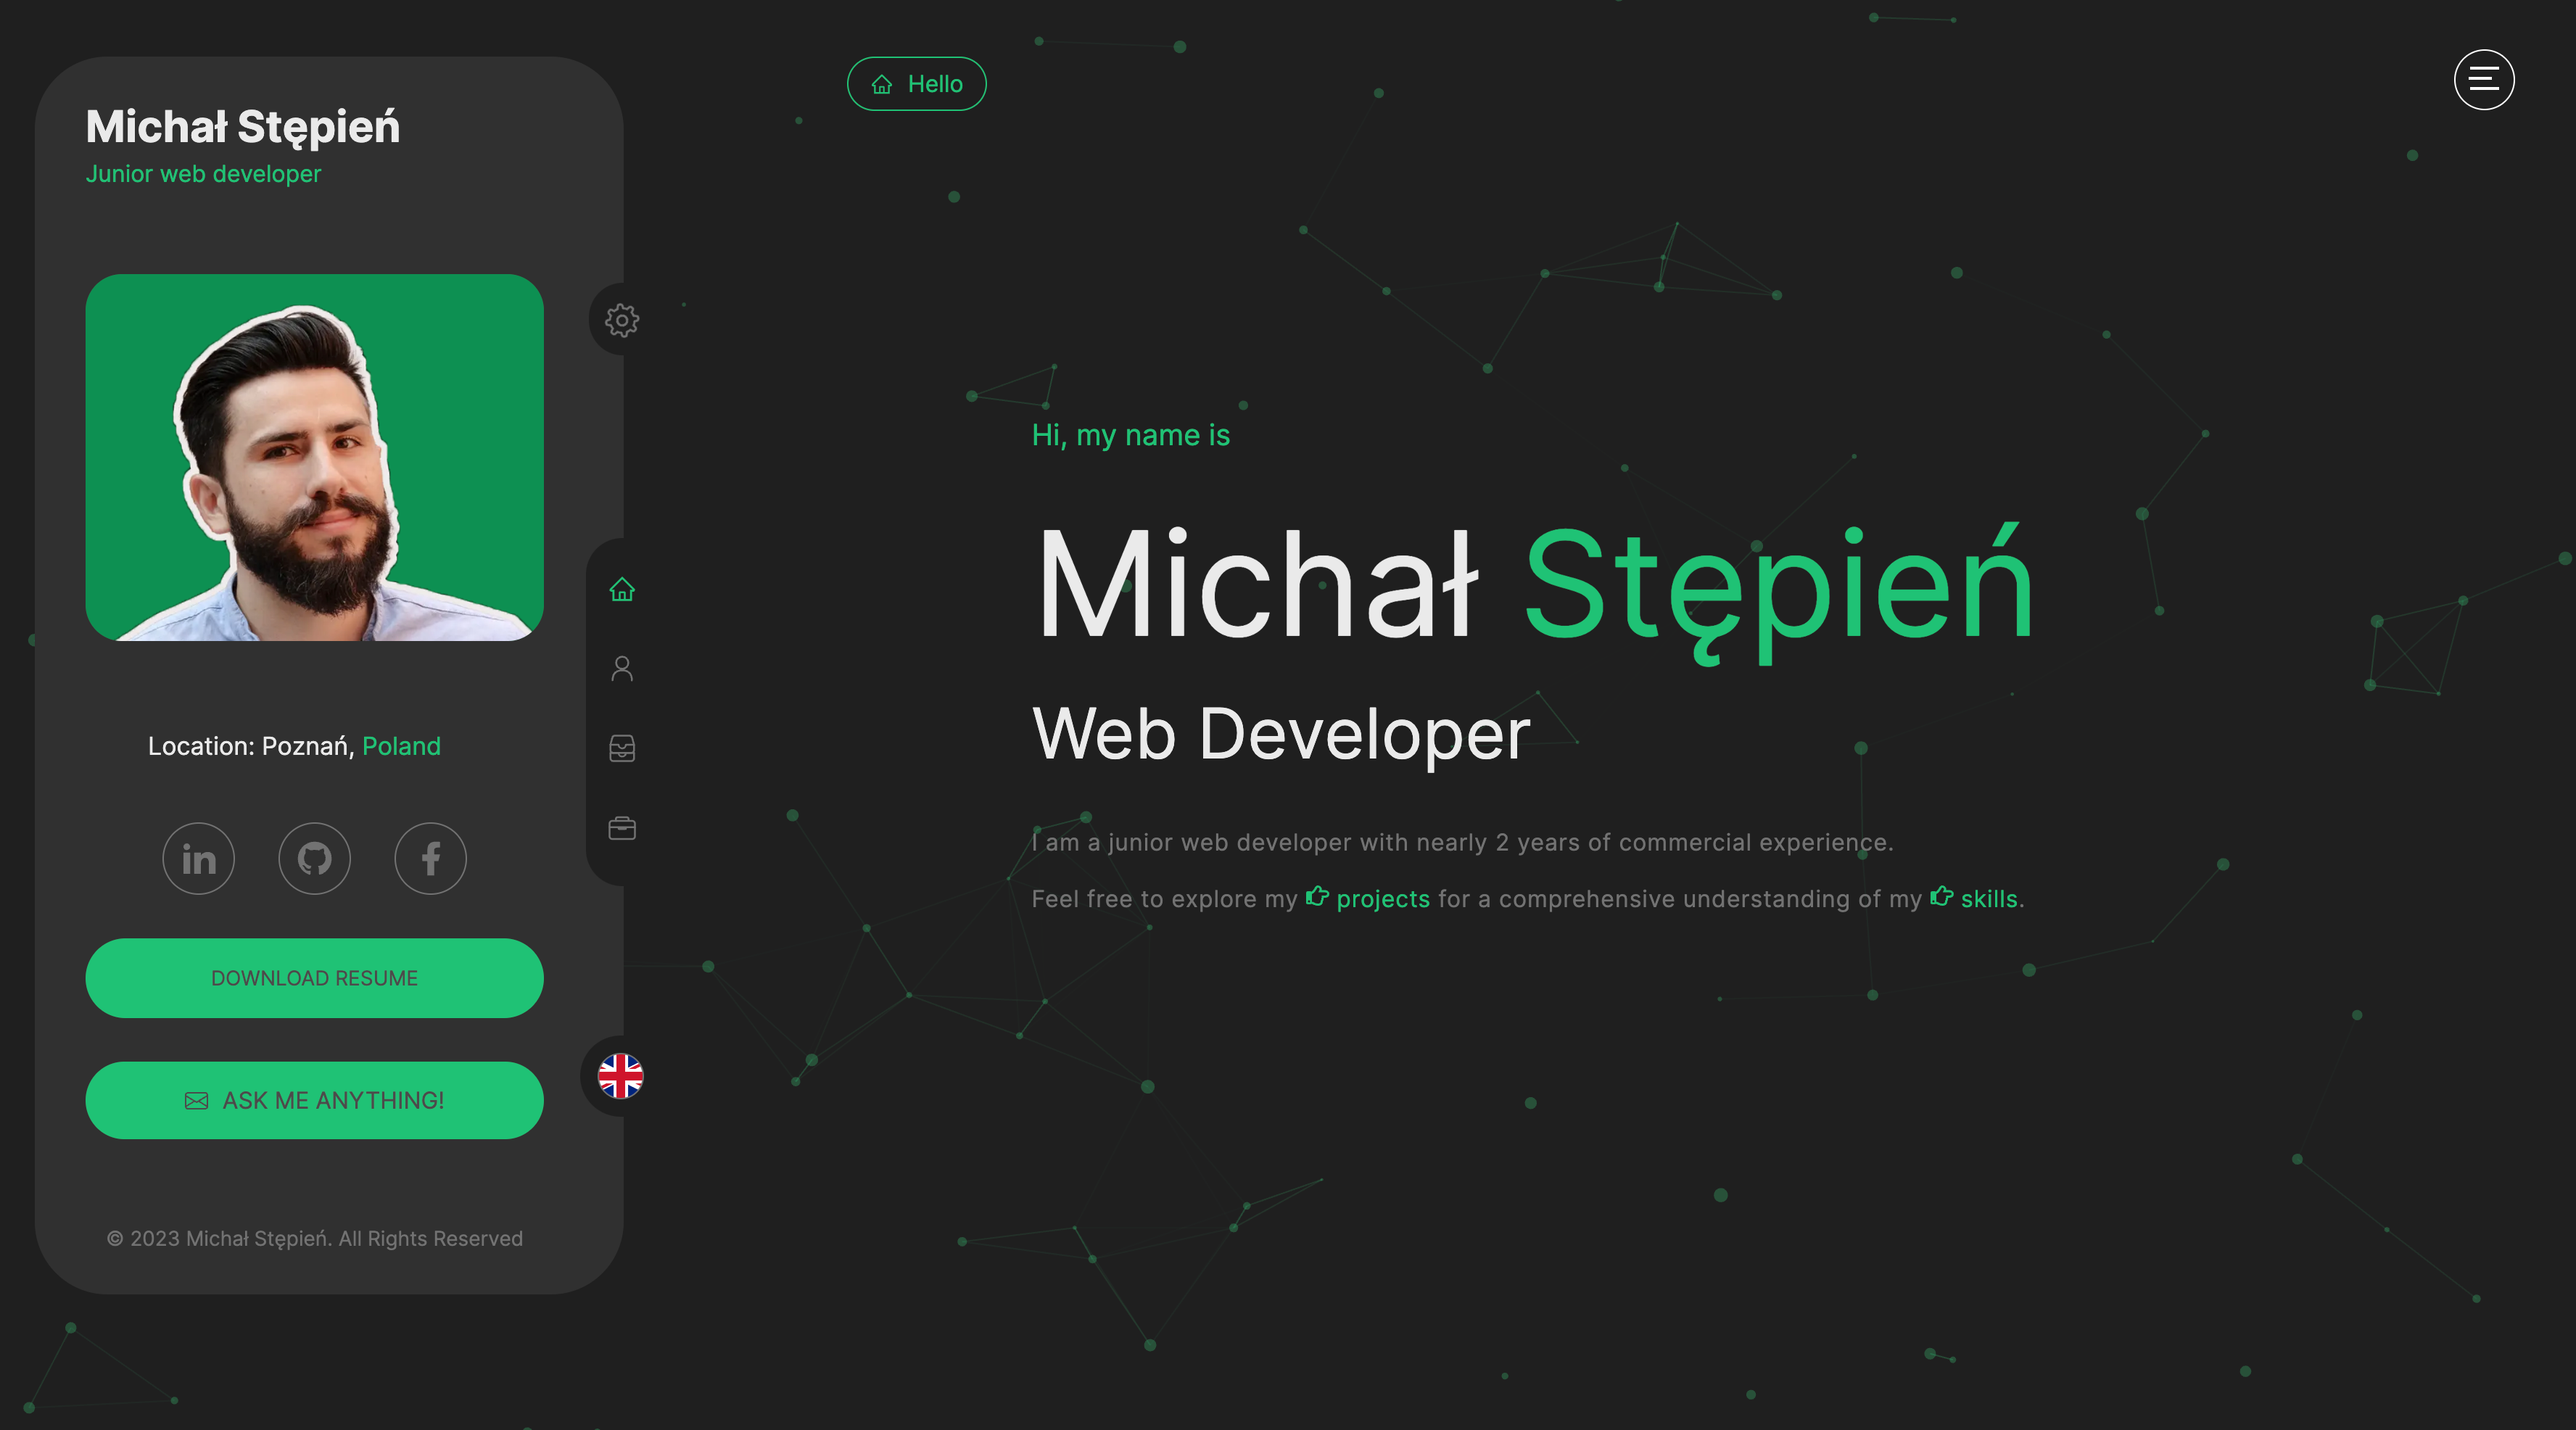 Michał Stępień
Junior web developer
Location: Poznań, Poland
in
f
DOWNLOAD RESUME
ASK ME ANYTHING!
© 2023 Michał Stępień. All Rights Reserved
Hello
Hi, my name is
Michał Stępień
Web Developer
I am a junior web developer with nearly 2 years of commercial experience.
Feel free to explore my projects for a comprehensive understanding of my skills.